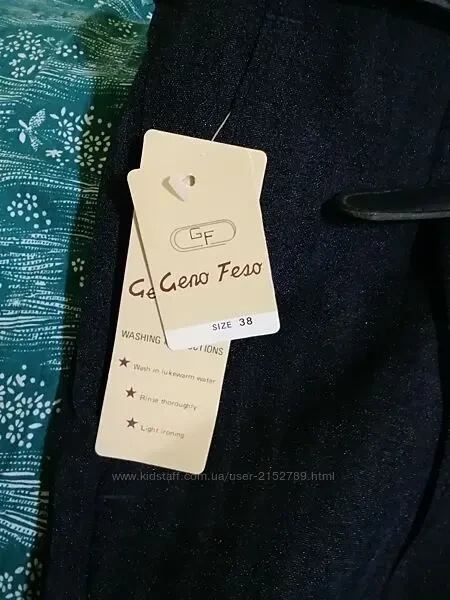 GF
Geno Feso
SIZE 38
Ge
WASHING
CTIONS
★ Wash in lukewarm water
★ Rinse thoroughly
★ Light ironing
www.kidstaff.com.ua/user-2152789.html